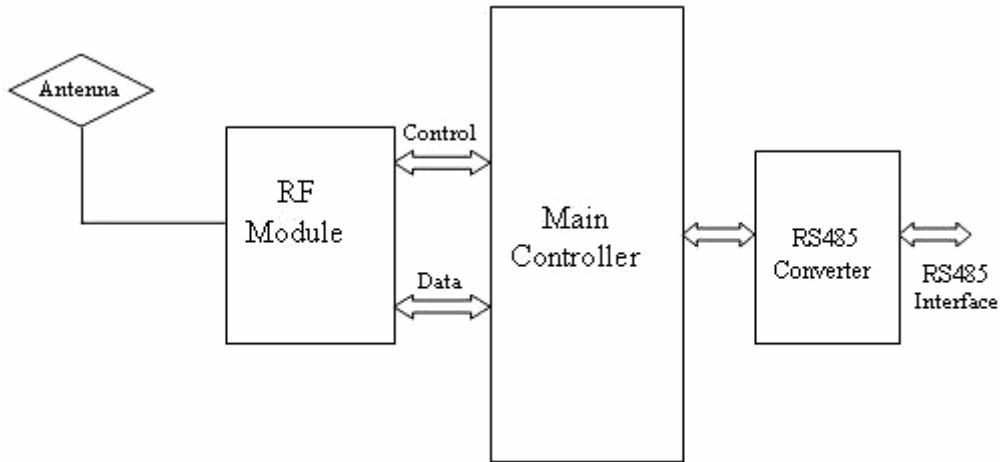 Antenna
RF
Module
Control
Data
Main
Controller
RS485
Converter
RS485
Interface